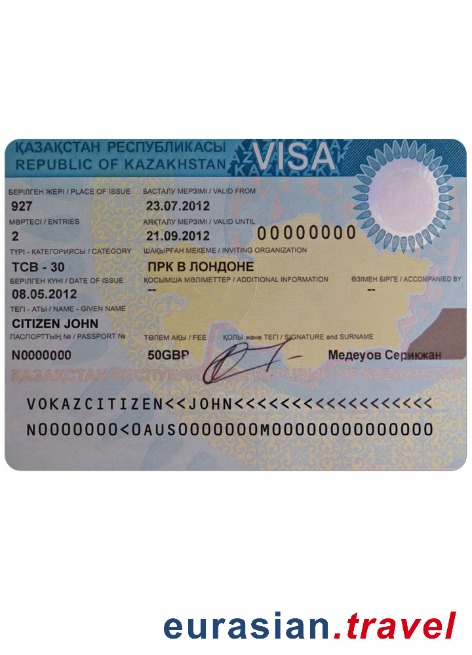 ҚАЗАҚСТАН РЕСПУБЛИКАСЫ
REPUBLIC OF KAZAKHSTAN
VISA
БЕРІЛГЕН ЖЕРІ / PLACE OF ISSUE БАСТАЛУ МЕРЗІМІ / VALID FROM
927 23.07.2012
МӘРТЕСІ / ENTRIES АЯҚТАЛУ МЕРЗІМІ / VALID UNTIL
2 21.09.2012 00000000
ТҮРІ - КАТЕГОРИЯСЫ / CATEGORY ШАҚЫРҒАН МЕКЕМЕ / INVITING ORGANIZATION
ТСВ - 30 ПРК В ЛОНДОНЕ
БЕРІЛГЕН КҮНІ / DATE OF ISSUE ҚОСЫМША МӘЛІМЕТТЕР / ADDITIONAL INFORMATION ӨЗІМЕН БІРГЕ / ACCOMPANIED BY
08.05.2012 -- --
ТЕГІ - АТЫ / NAME - GIVEN NAME
CITIZEN JOHN
ПАСПОРТТЫҢ № / PASSPORT № ТӨЛЕМ АҚЫ / FEE ҚОЛЫ және ТЕГІ / SIGNATURE and SURNAME
N0000000 50GBP Медеуов Серикжан
ҚАЗАҚСТАН РЕСПУБЛИКАСЫ REPUBLIC OF KAZAKHSTAN
VOKAZCITIZEN<<JOHN<<<<<<<<<<<<<<<<<<
N0000000<0AUS0000000M000000000000000
eurasian.travel